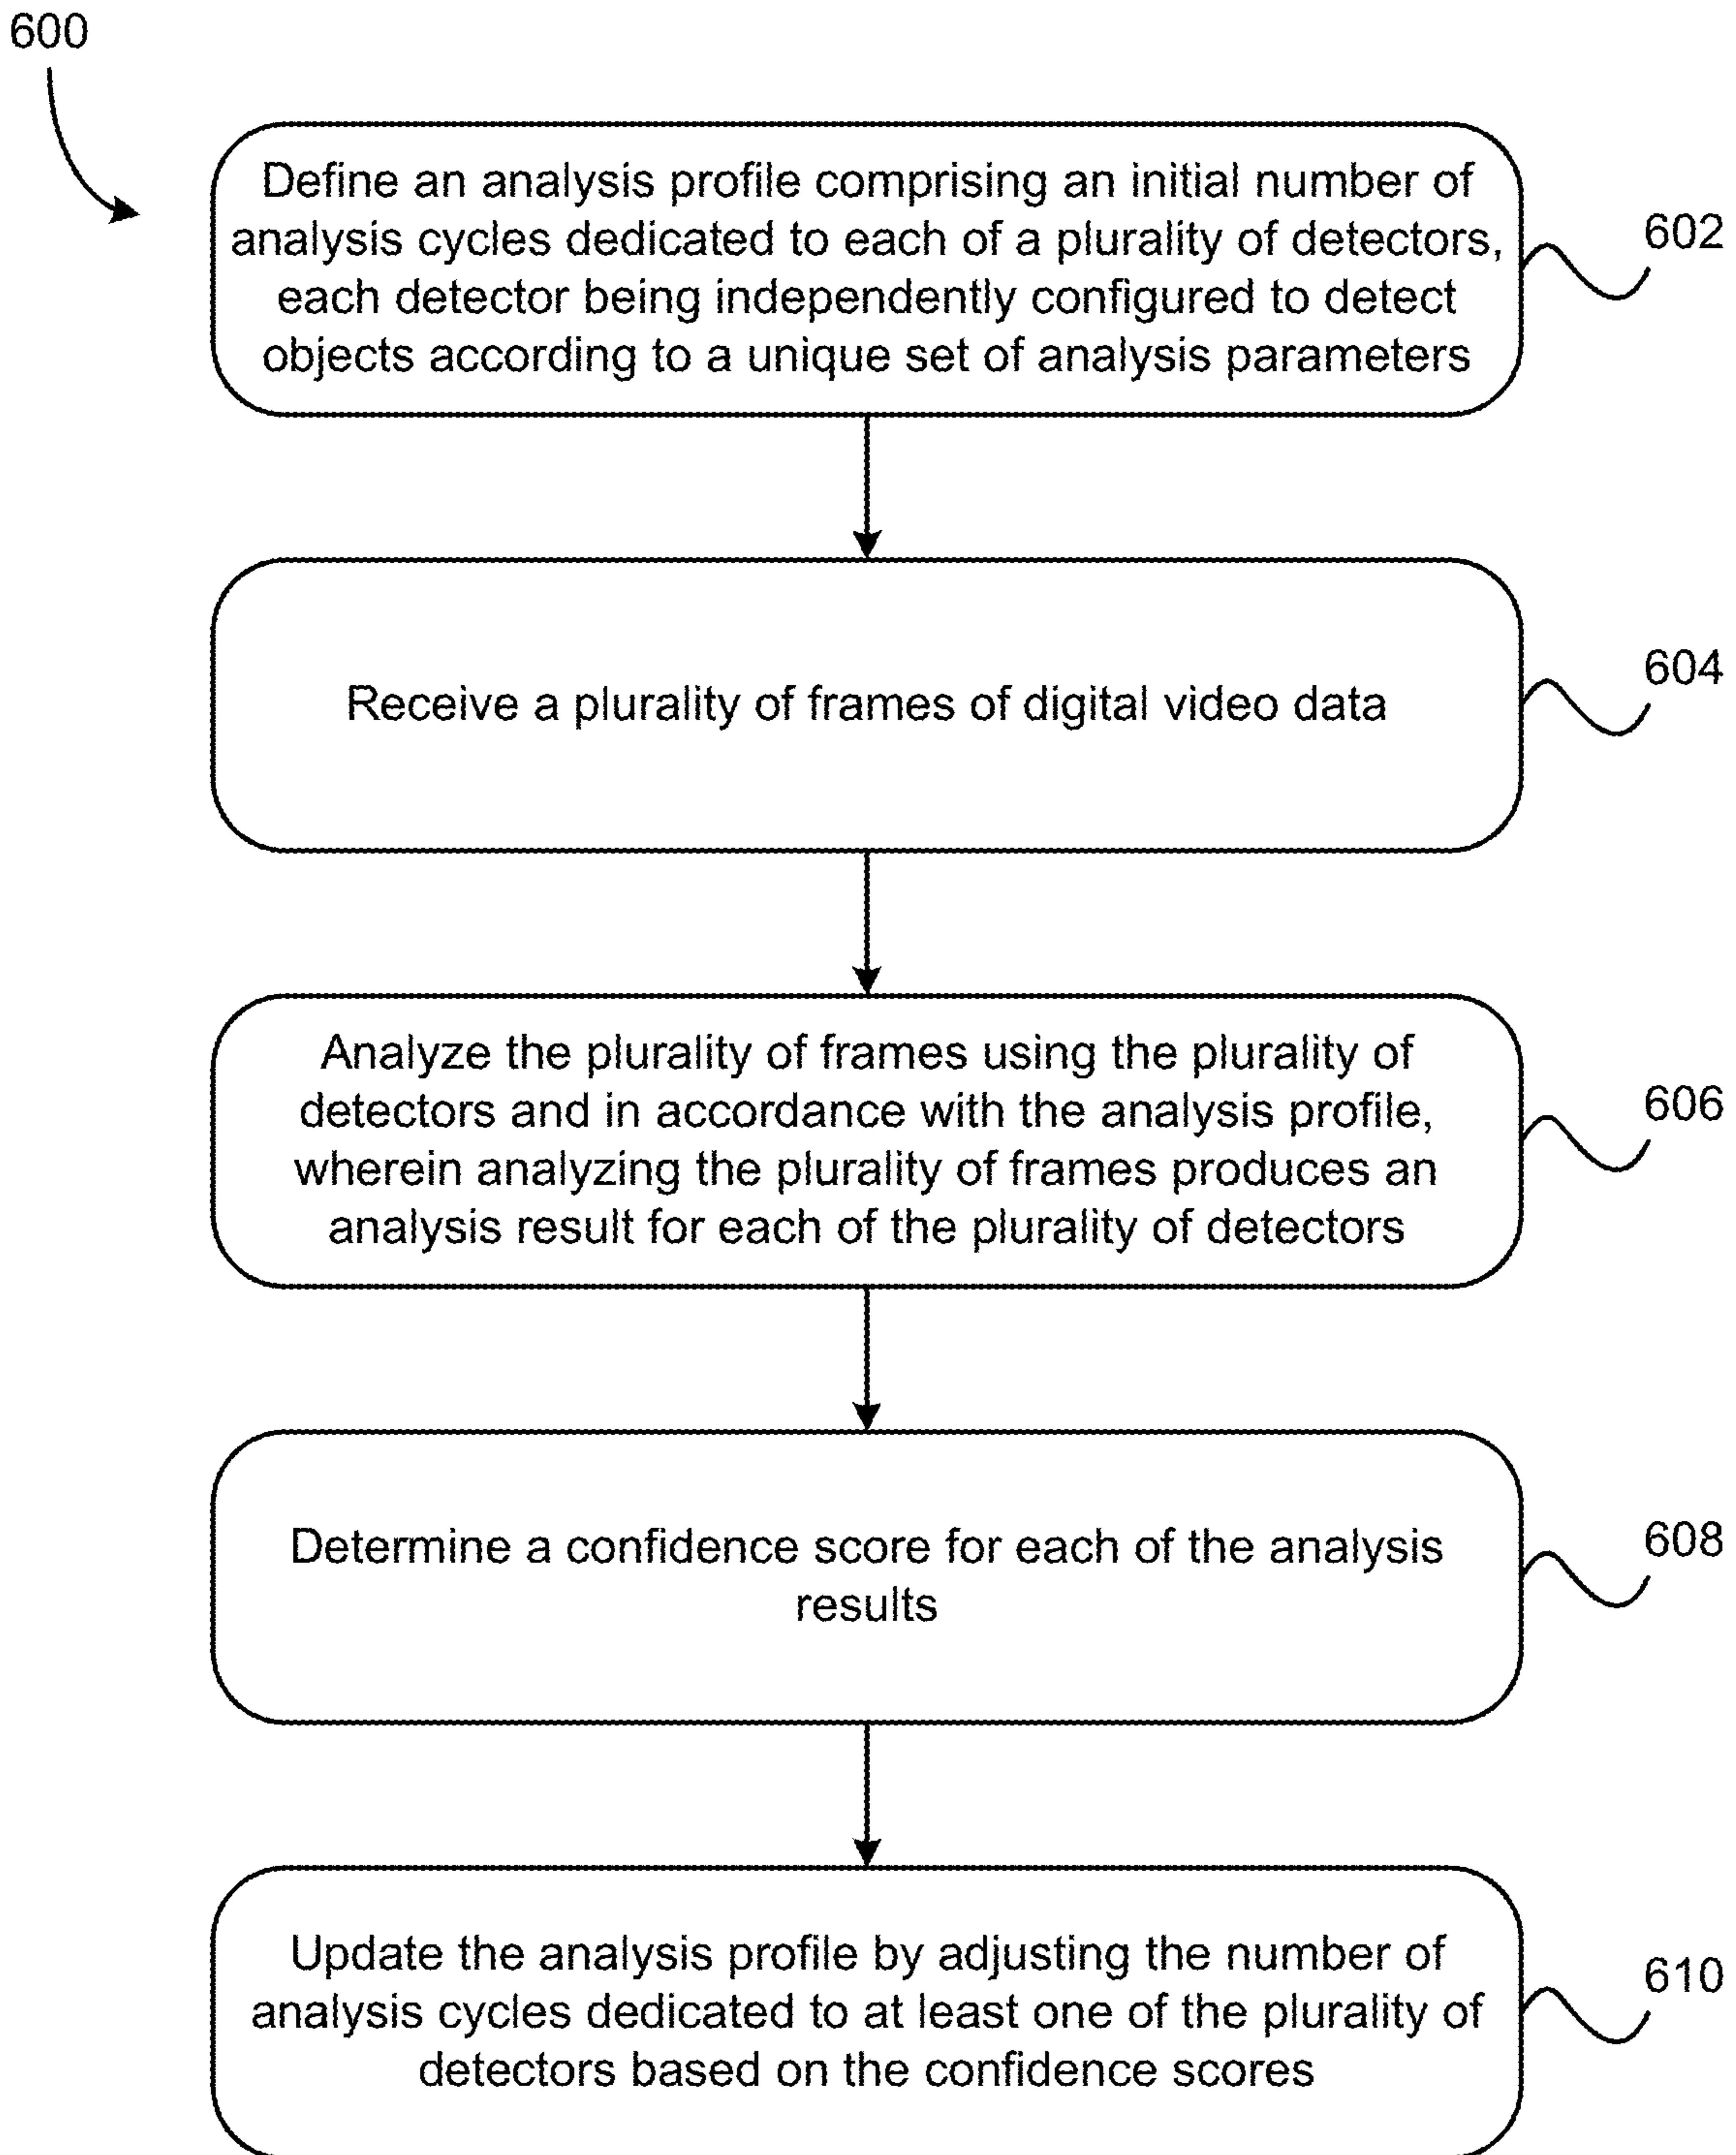 600
Define an analysis profile comprising an initial number of
analysis cycles dedicated to each of a plurality of detectors,
each detector being independently configured to detect
objects according to a unique set of analysis parameters
602
Receive a plurality of frames of digital video data
604
Analyze the plurality of frames using the plurality of
detectors and in accordance with the analysis profile,
wherein analyzing the plurality of frames produces an
analysis result for each of the plurality of detectors
606
Determine a confidence score for each of the analysis
results
608
Update the analysis profile by adjusting the number of
analysis cycles dedicated to at least one of the plurality of
detectors based on the confidence scores
610